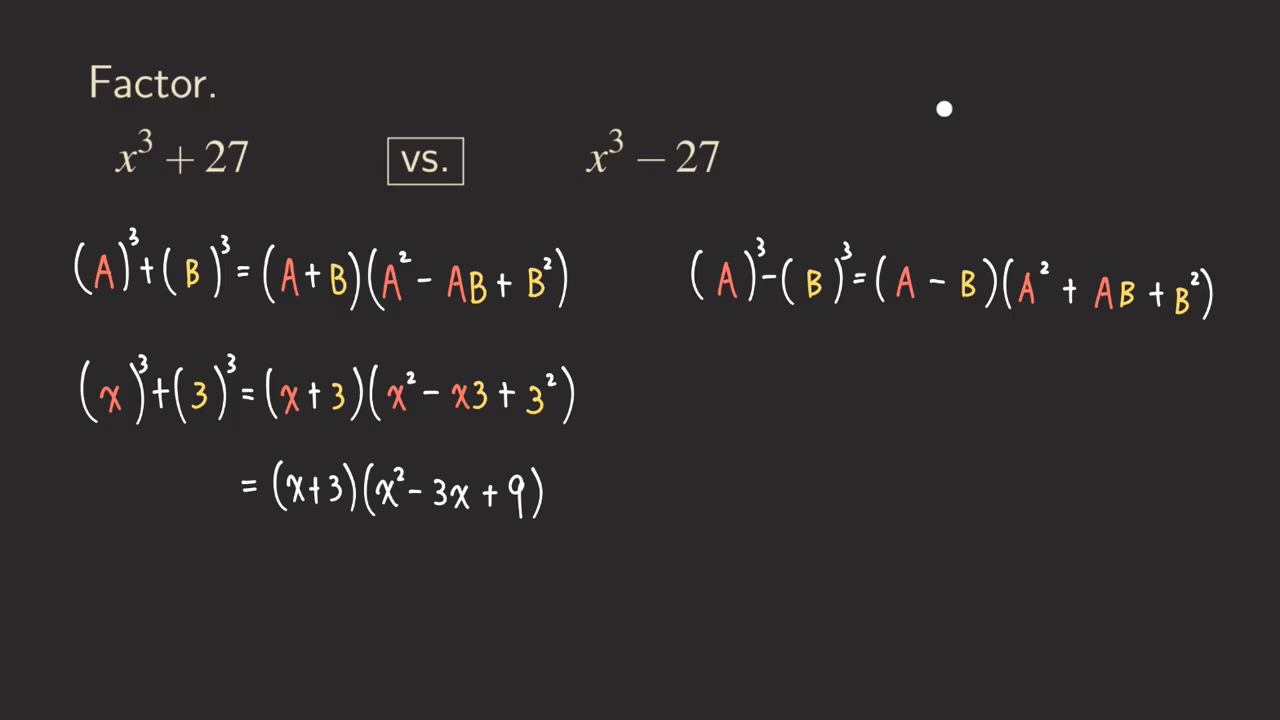 Factor.
x³ + 27 vs. x³ − 27
(A)³+(B)³=(A+B)(A²-AB+B²)
(A)³-(B)³=(A-B)(A²+AB+B²)
(x)³+(3)³=(x+3)(x²-x3+3²)
=(x+3)(x²-3x+9)